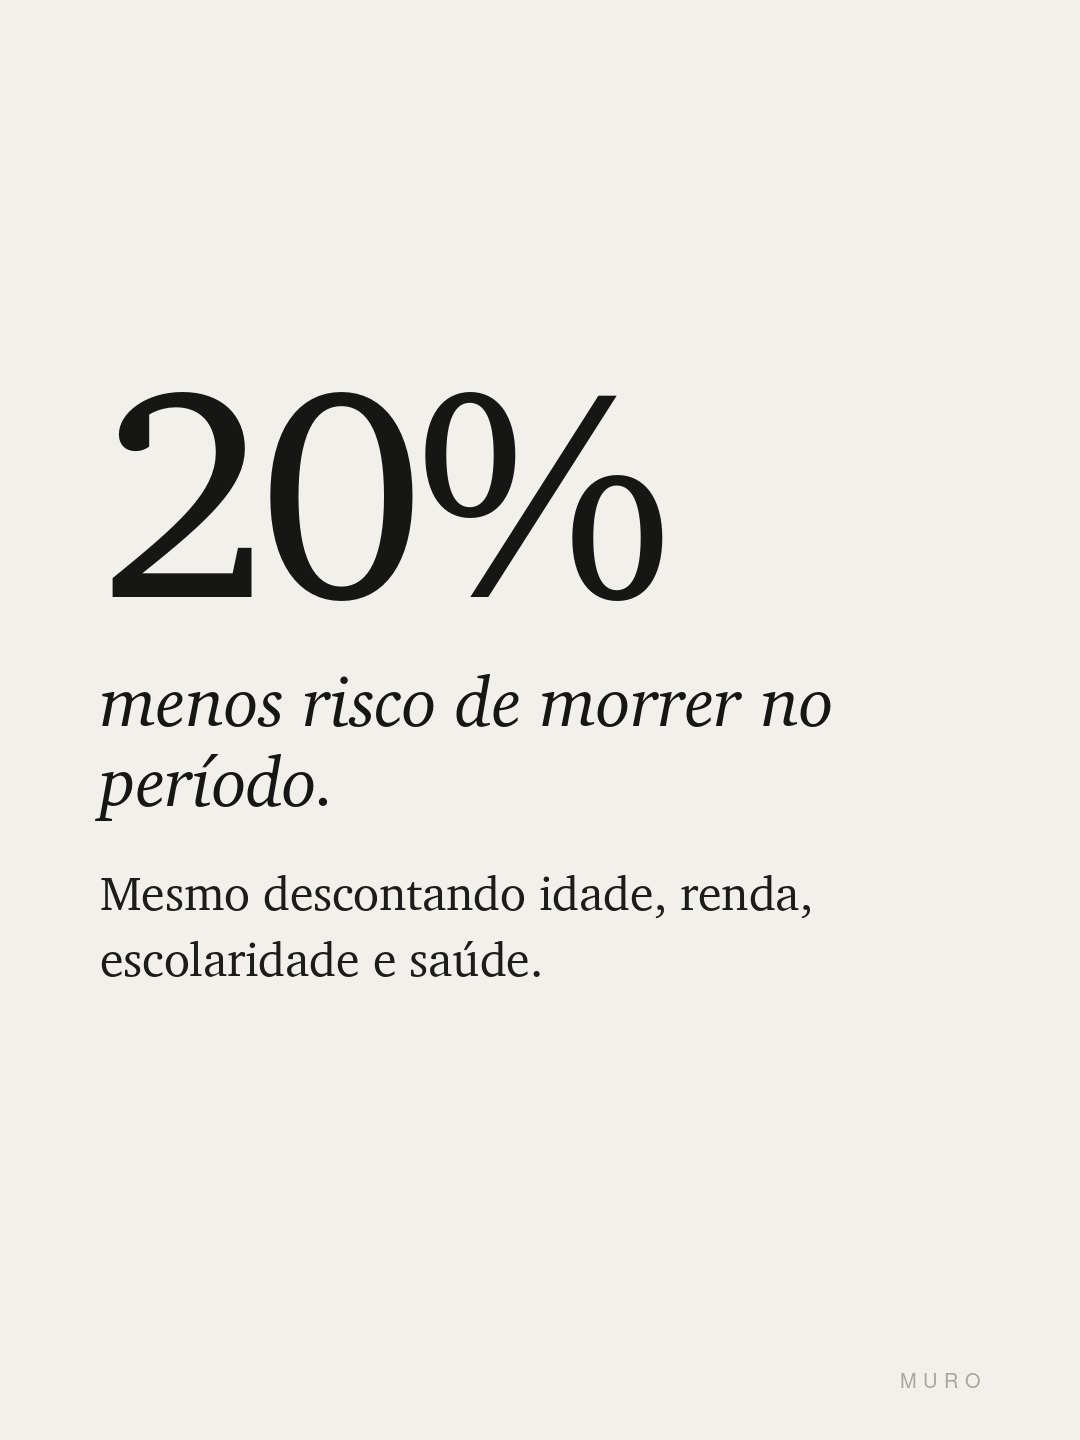 20%
menos risco de morrer no
período.
Mesmo descontando idade, renda,
escolaridade e saúde.
MURO